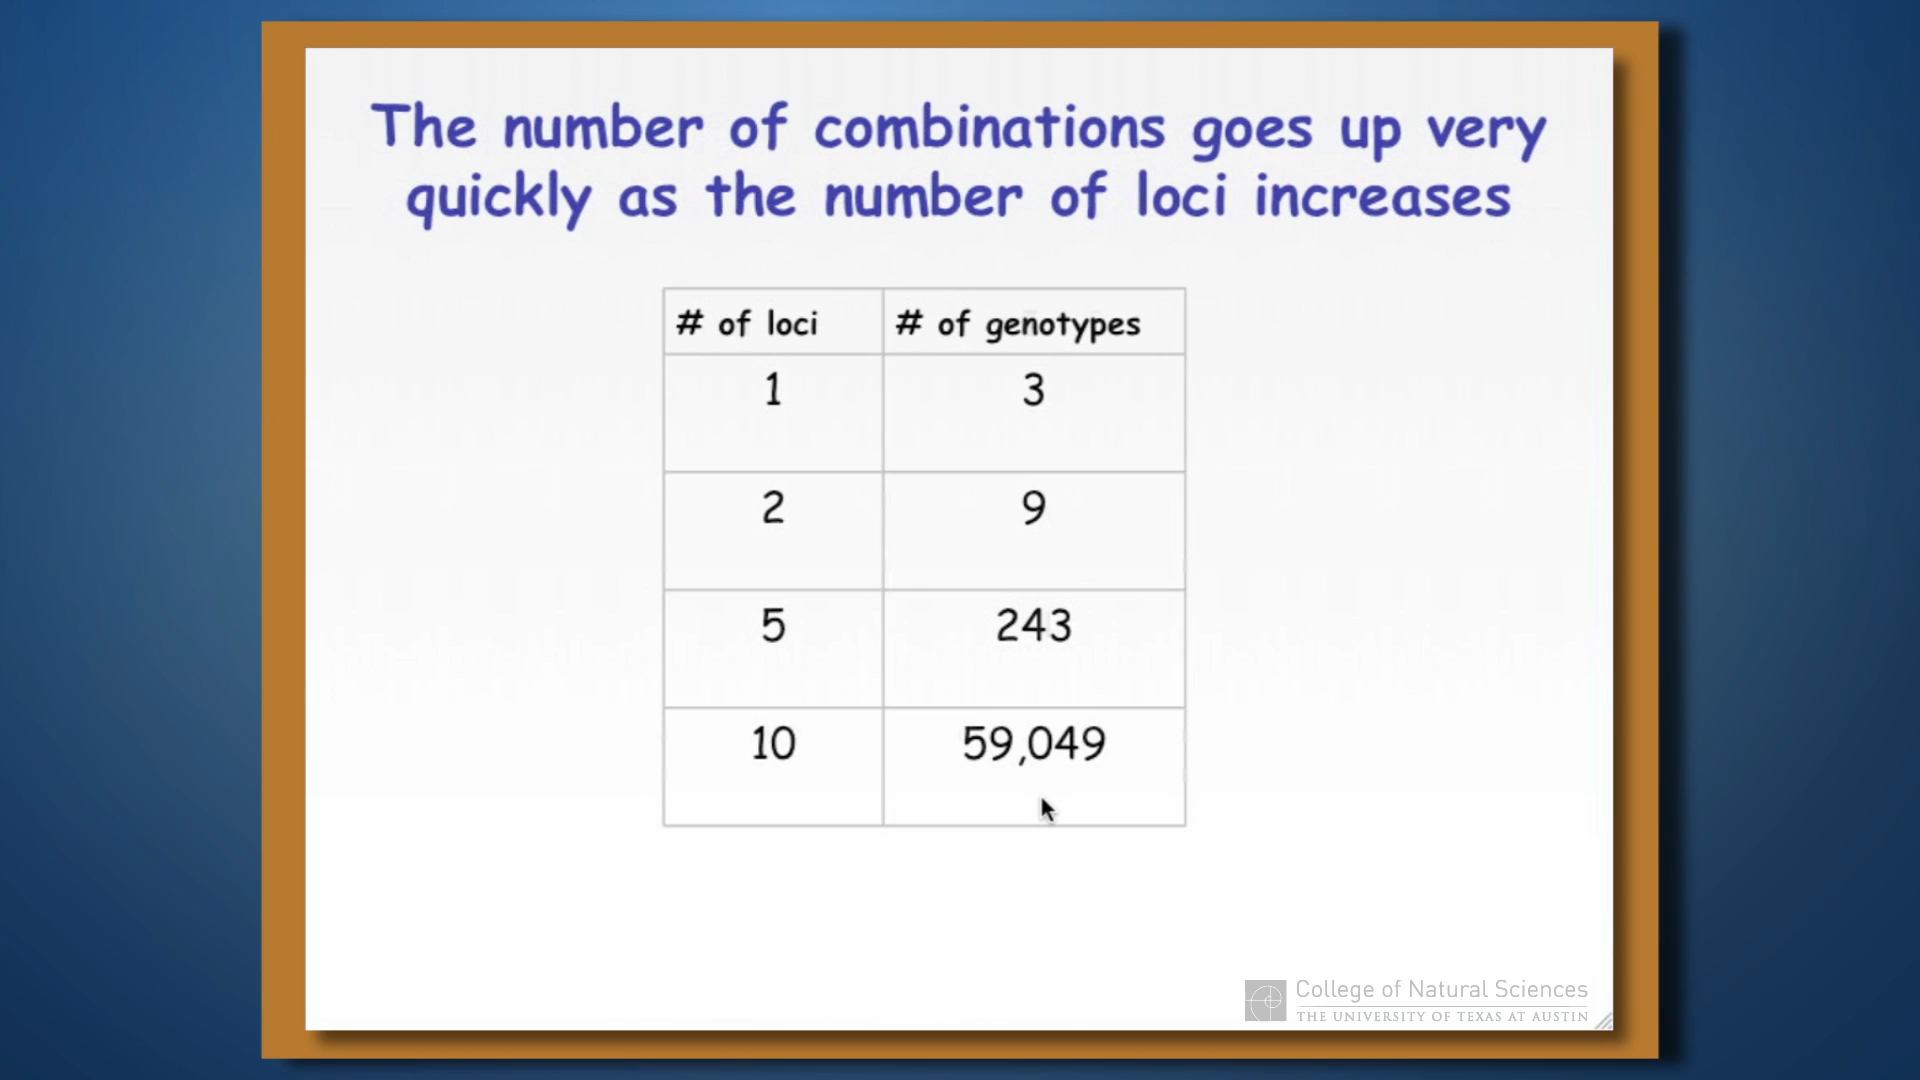 The number of combinations goes up very
quickly as the number of loci increases
# of loci # of genotypes
1 3
2 9
5 243
10 59,049
College of Natural Sciences
THE UNIVERSITY OF TEXAS AT AUSTIN